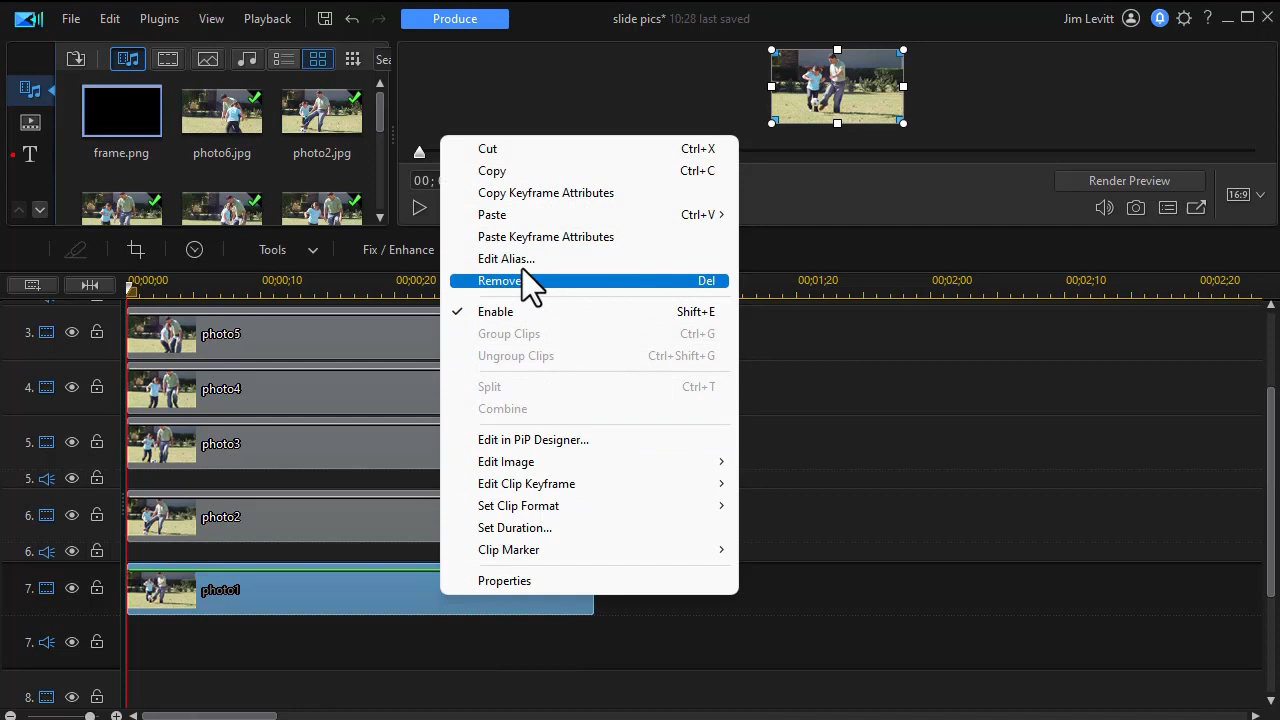 File Edit Plugins View Playback Produce slide pics* 10:28 last saved Jim Levitt
Sea
frame.png photo6.jpg photo2.jpg
00;
Render Preview
16:9
Tools Fix / Enhance
00;00;00 00;00;10 00;00;20 00;01;20 00;02;10 00;02;20
Cut Ctrl+X
Copy Ctrl+C
Copy Keyframe Attributes
Paste Ctrl+V
Paste Keyframe Attributes
Edit Alias...
Remove Del
Enable Shift+E
Group Clips Ctrl+G
Ungroup Clips Ctrl+Shift+G
Split Ctrl+T
Combine
Edit in PiP Designer...
Edit Image
Edit Clip Keyframe
Set Clip Format
Set Duration...
Clip Marker
Properties
3. photo5
4. photo4
5. photo3
5.
6. photo2
6.
7. photo1
7.
8.